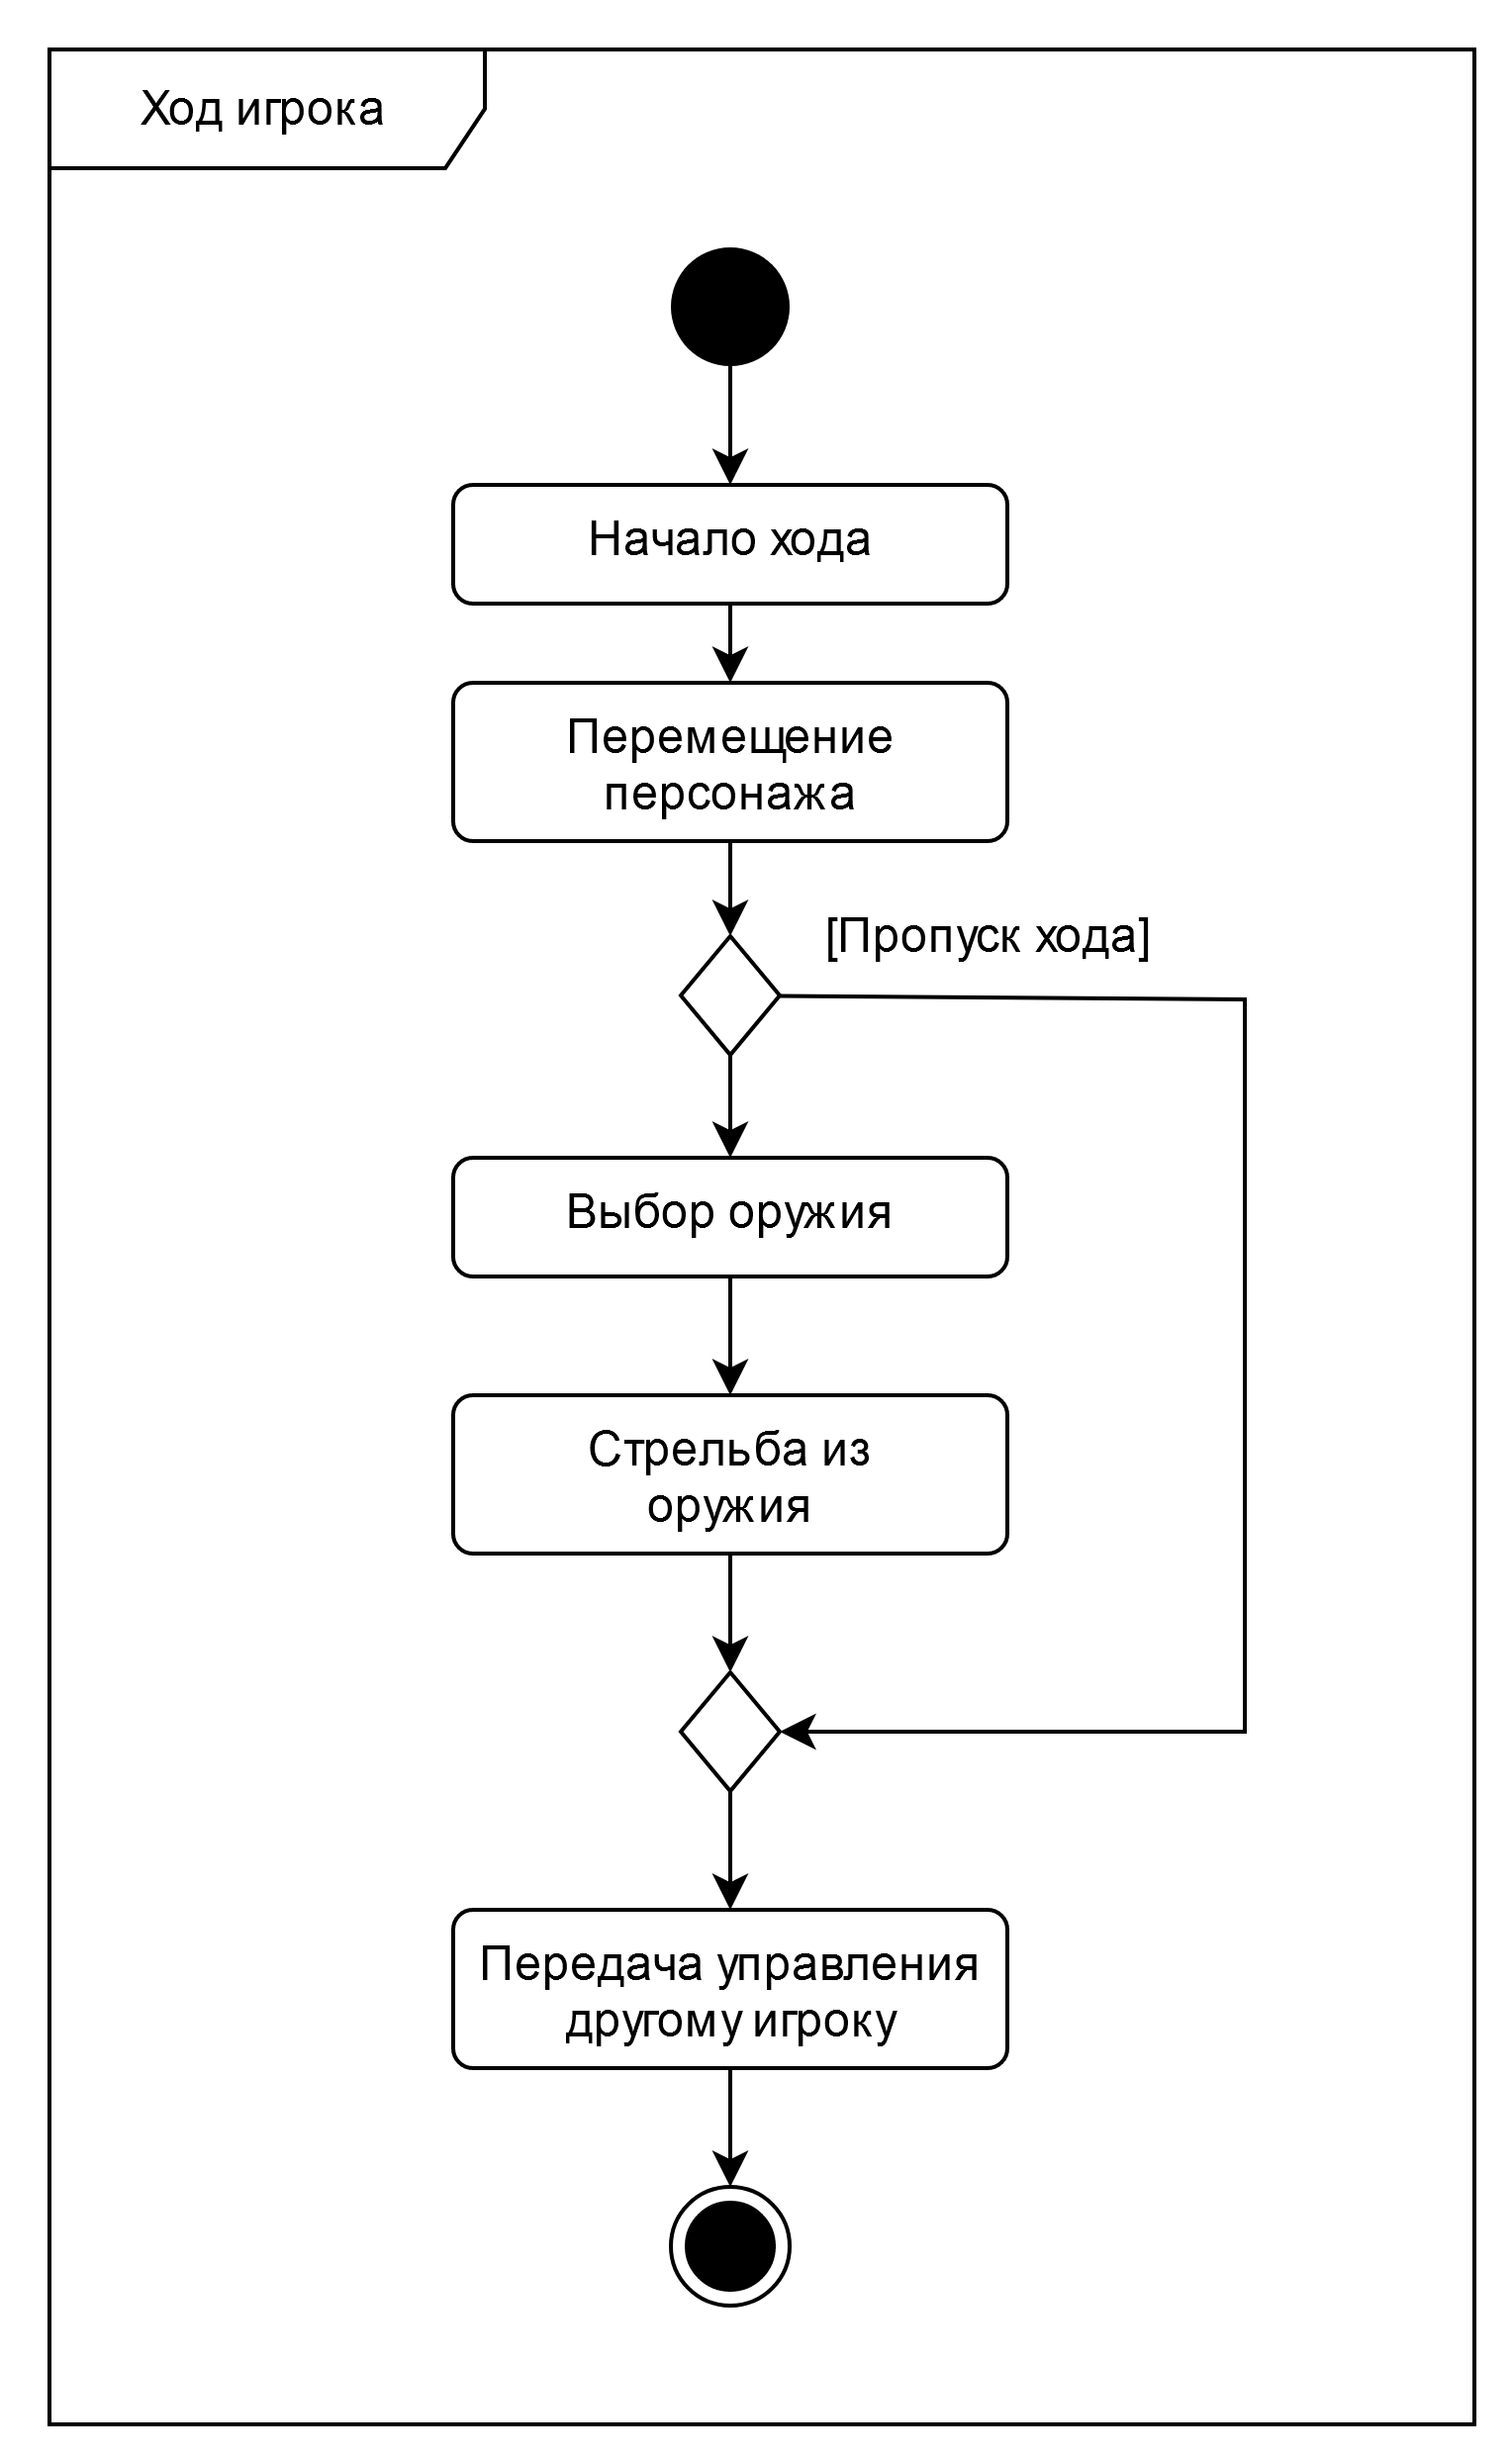 Ход игрока
Начало хода
Перемещение
персонажа
[Пропуск хода]
Выбор оружия
Стрельба из
оружия
Передача управления
другому игроку